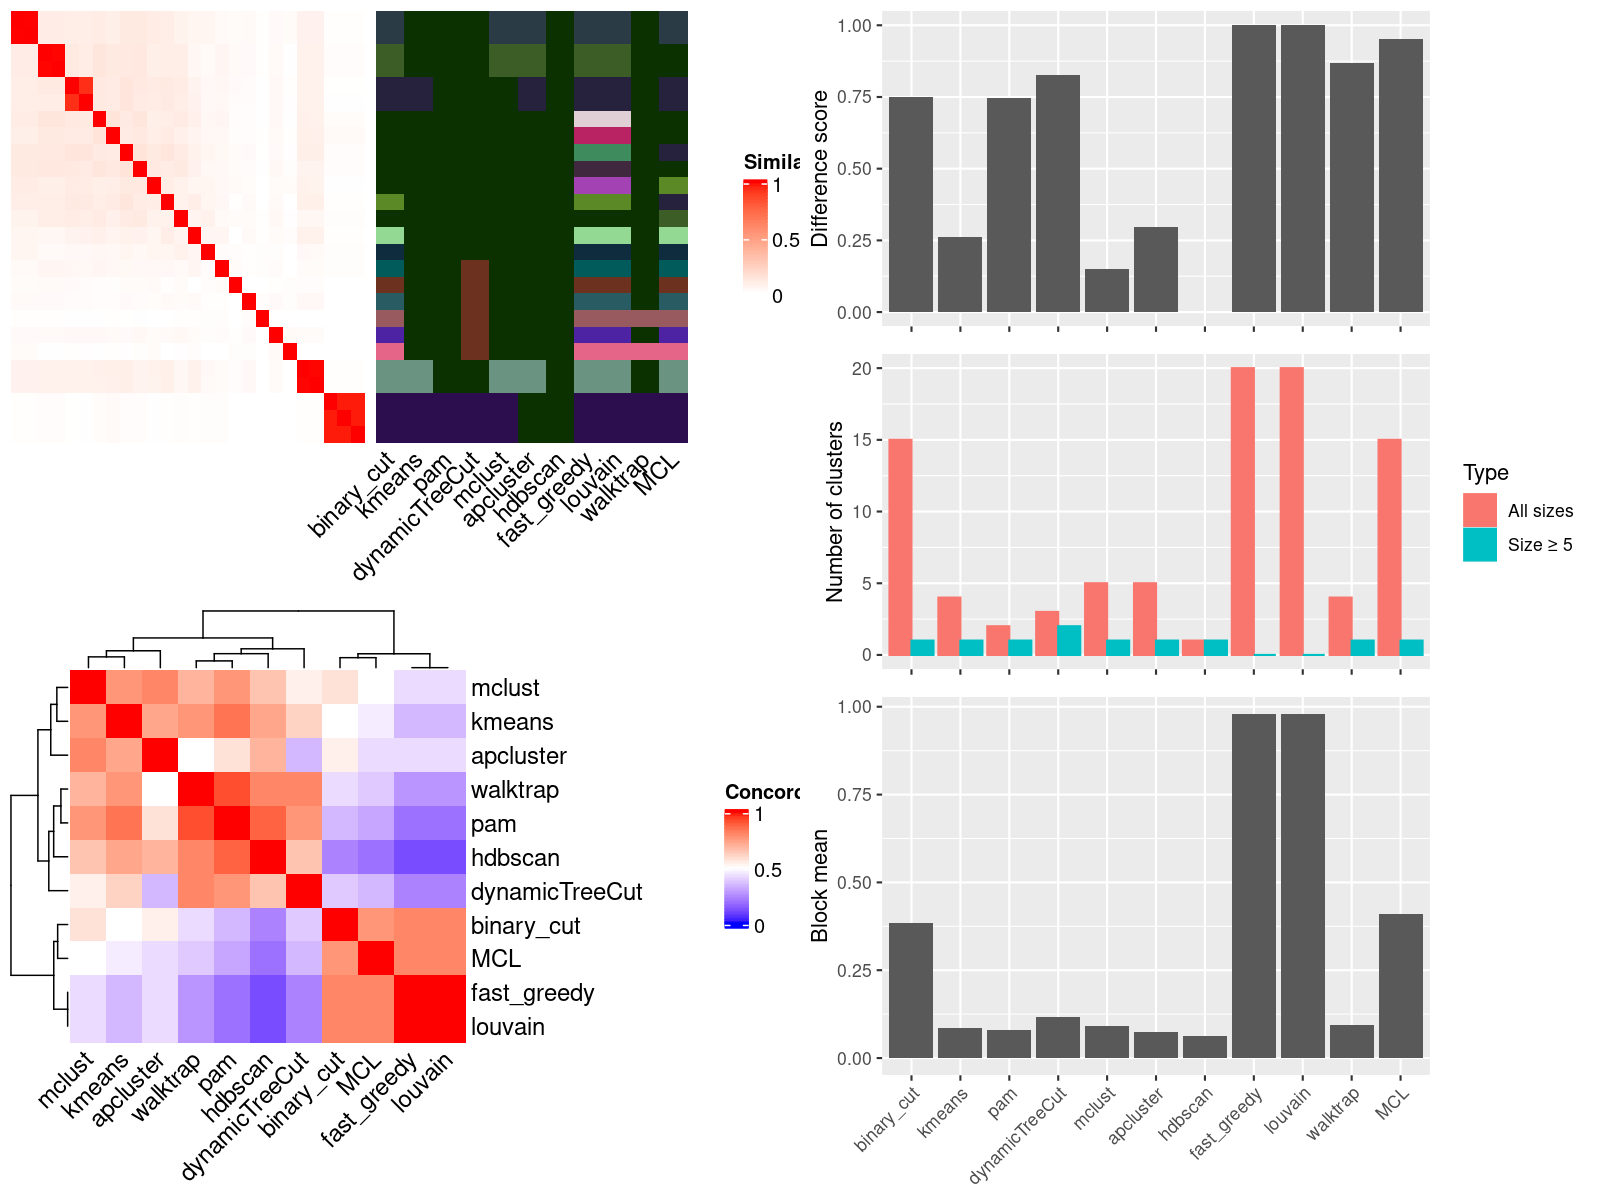 Simila
1
0.5
0
binary_cut
kmeans
pam
dynamicTreeCut
mclust
apcluster
hdbscan
fast_greedy
louvain
walktrap
MCL
mclust
kmeans
apcluster
walktrap
pam
hdbscan
dynamicTreeCut
binary_cut
MCL
fast_greedy
louvain
mclust
kmeans
apcluster
walktrap
pam
hdbscan
dynamicTreeCut
binary_cut
MCL
fast_greedy
louvain
Concord
1
0.5
0
Difference score
1.00
0.75
0.50
0.25
0.00
Number of clusters
20
15
10
5
0
Type
All sizes
Size ≥ 5
Block mean
1.00
0.75
0.50
0.25
0.00
binary_cut
kmeans
pam
dynamicTreeCut
mclust
apcluster
hdbscan
fast_greedy
louvain
walktrap
MCL